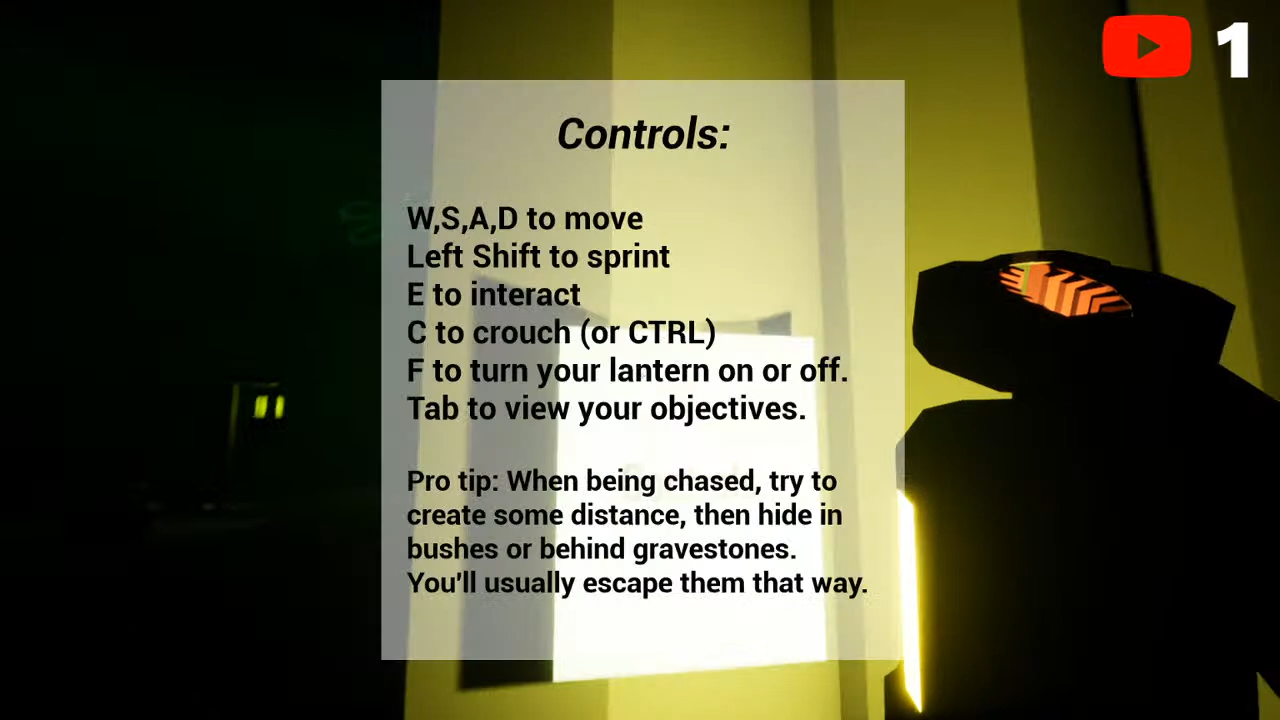 1
Controls:
W,S,A,D to move
Left Shift to sprint
E to interact
C to crouch (or CTRL)
F to turn your lantern on or off.
Tab to view your objectives.
Pro tip: When being chased, try to
create some distance, then hide in
bushes or behind gravestones.
You'll usually escape them that way.